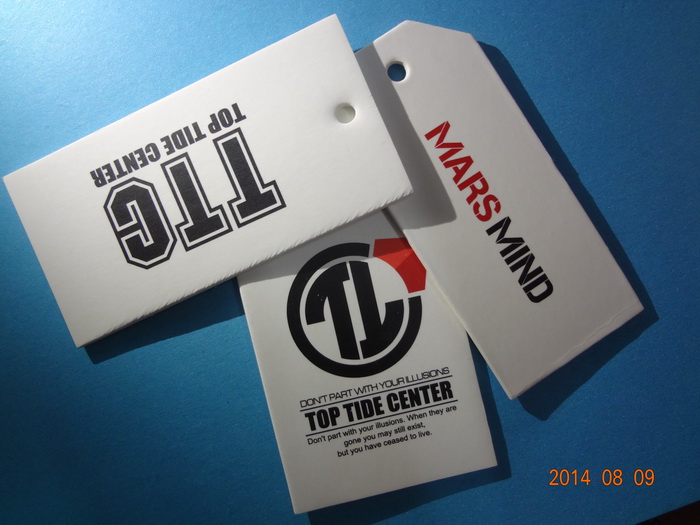 TTC
TOP TIDE CENTER
MARS MIND
DON'T PART WITH YOUR ILLUSIONS
TOP TIDE CENTER
Don't part with your illusions. When they are
gone you may still exist,
but you have ceased to live.
2014 08 09